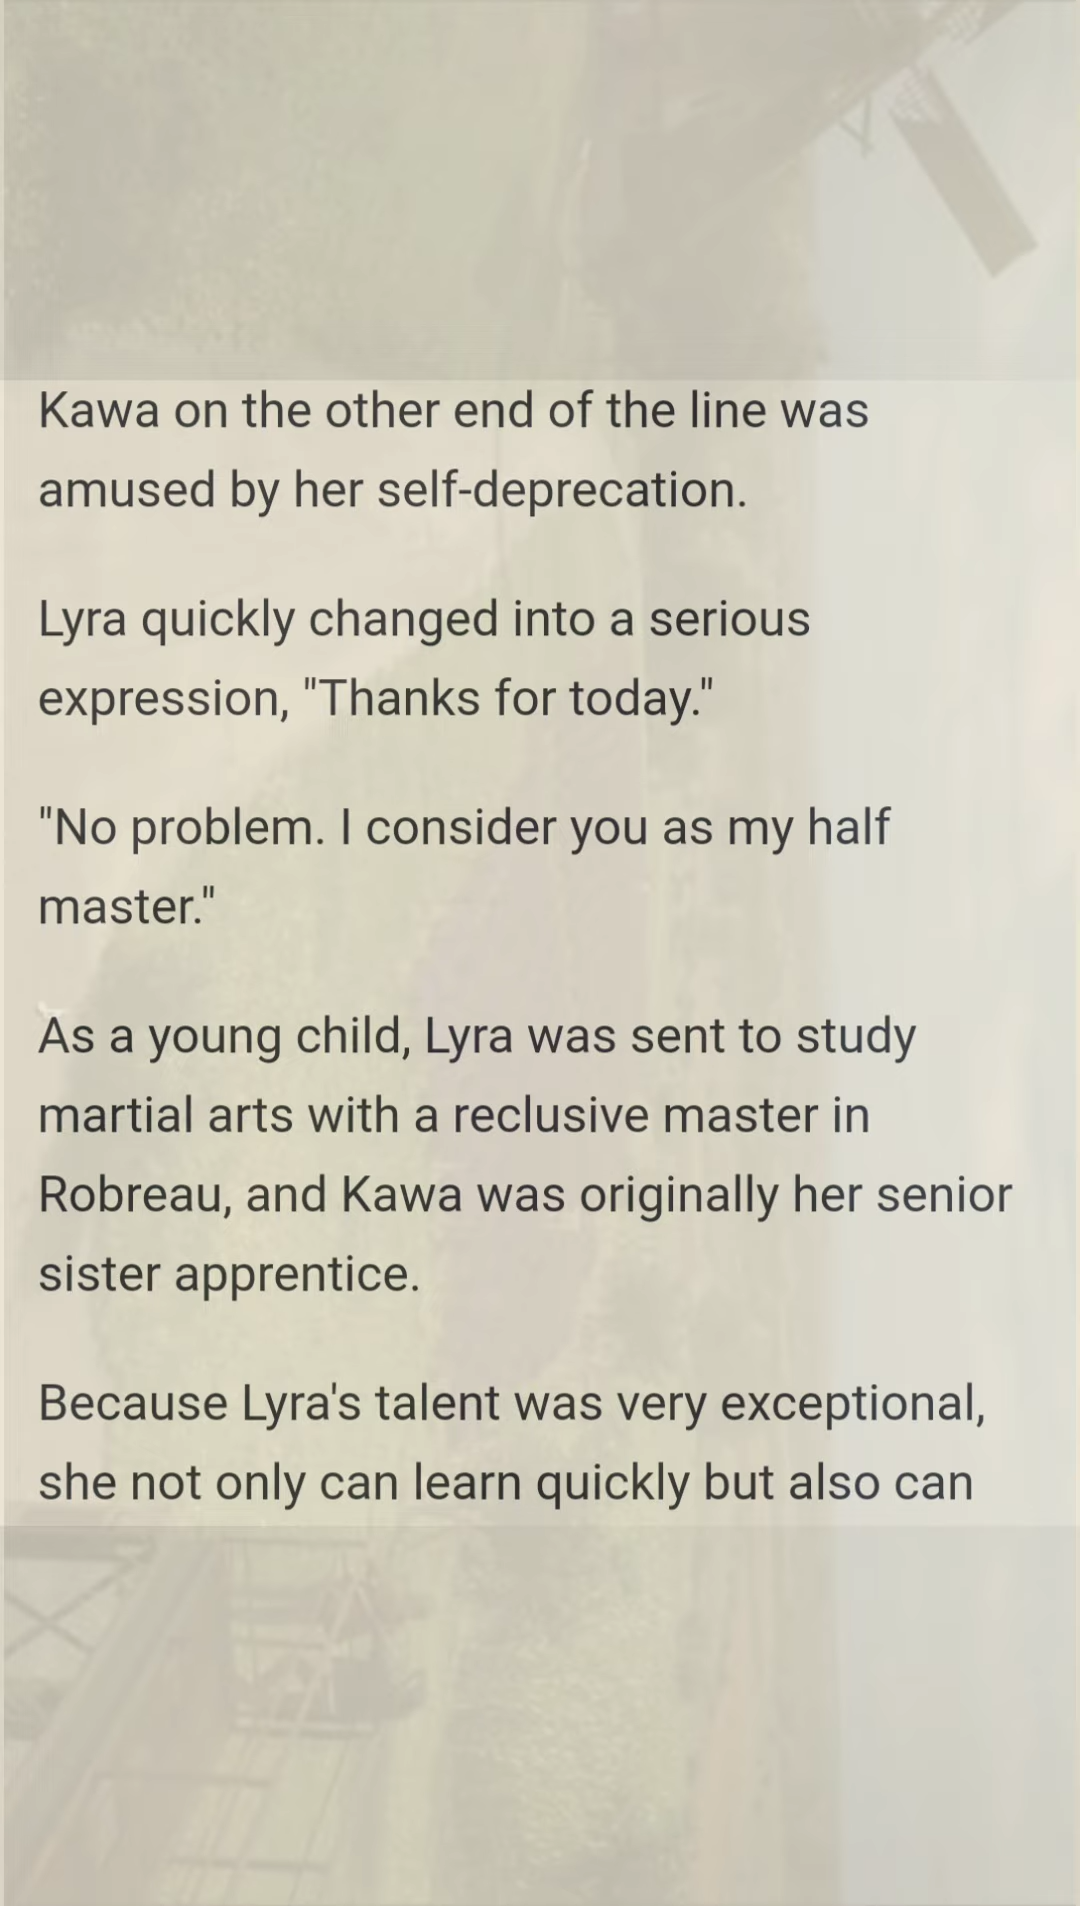 Kawa on the other end of the line was
amused by her self-deprecation.
Lyra quickly changed into a serious
expression, "Thanks for today."
"No problem. I consider you as my half
master."
As a young child, Lyra was sent to study
martial arts with a reclusive master in
Robreau, and Kawa was originally her senior
sister apprentice.
Because Lyra's talent was very exceptional,
she not only can learn quickly but also can